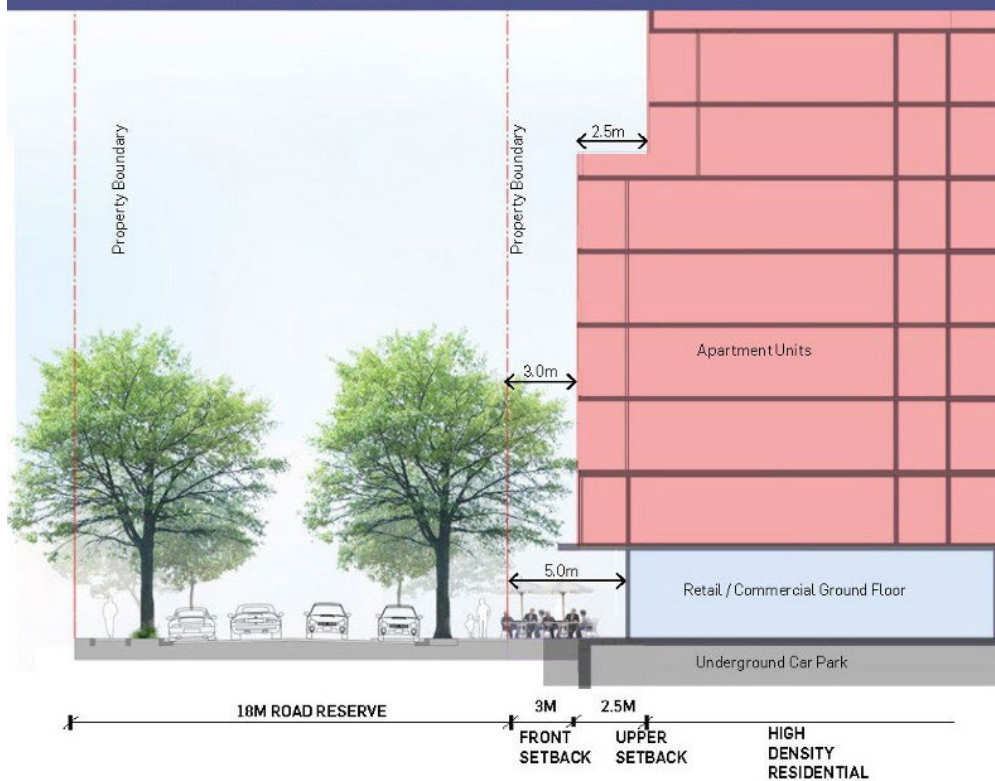 2.5m
Property Boundary
Property Boundary
Apartment Units
3.0m
5.0m
Retail / Commercial Ground Floor
Underground Car Park
18M ROAD RESERVE
3M
FRONT
SETBACK
2.5M
UPPER
SETBACK
HIGH
DENSITY
RESIDENTIAL